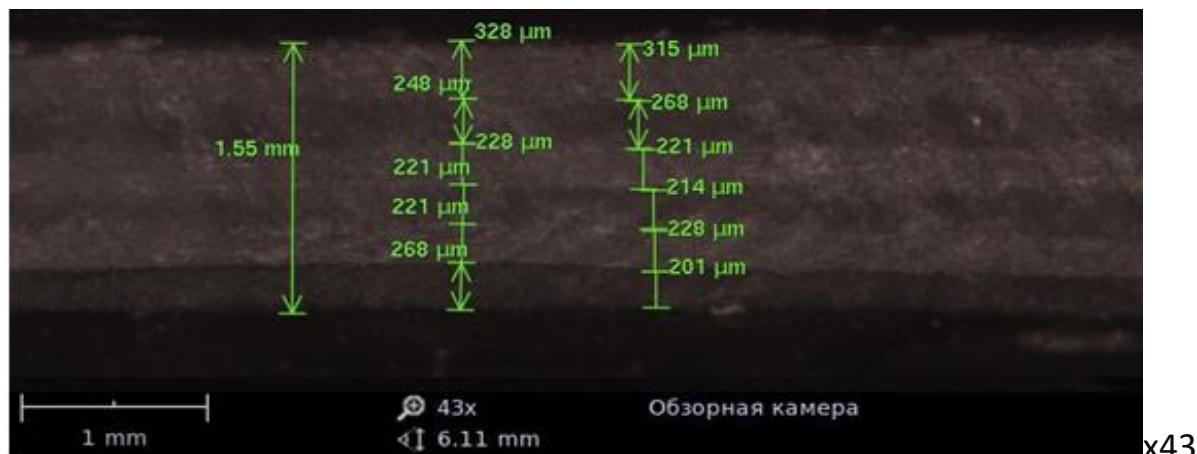 328 µm
315 µm
248 µm
268 µm
1.55 mm
228 µm
221 µm
221 µm
214 µm
221 µm
228 µm
268 µm
201 µm
43x
Обзорная камера
1 mm
6.11 mm
x43